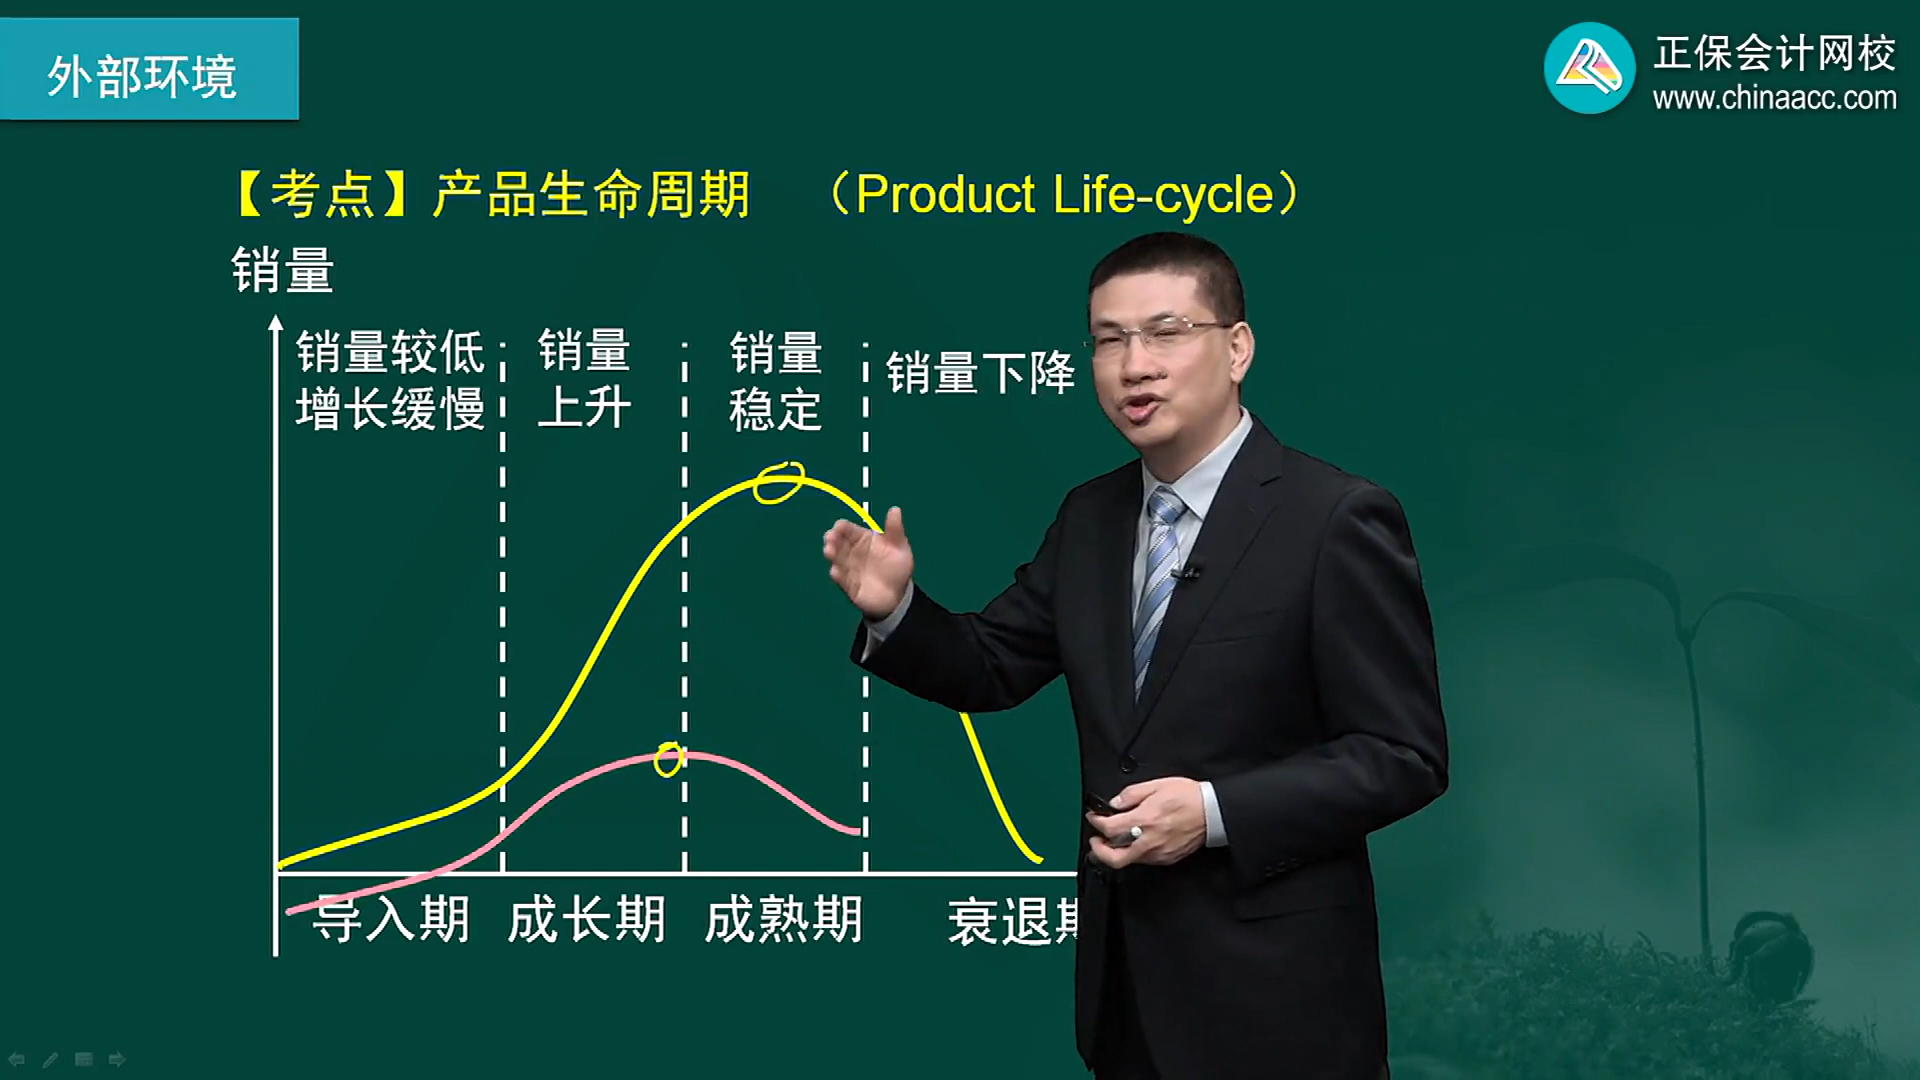 外部环境
正保会计网校
www.chinaacc.com
【考点】产品生命周期 （Product Life-cycle）
销量
销量较低
增长缓慢
销量
上升
销量
稳定
销量下降
导入期
成长期
成熟期
衰退